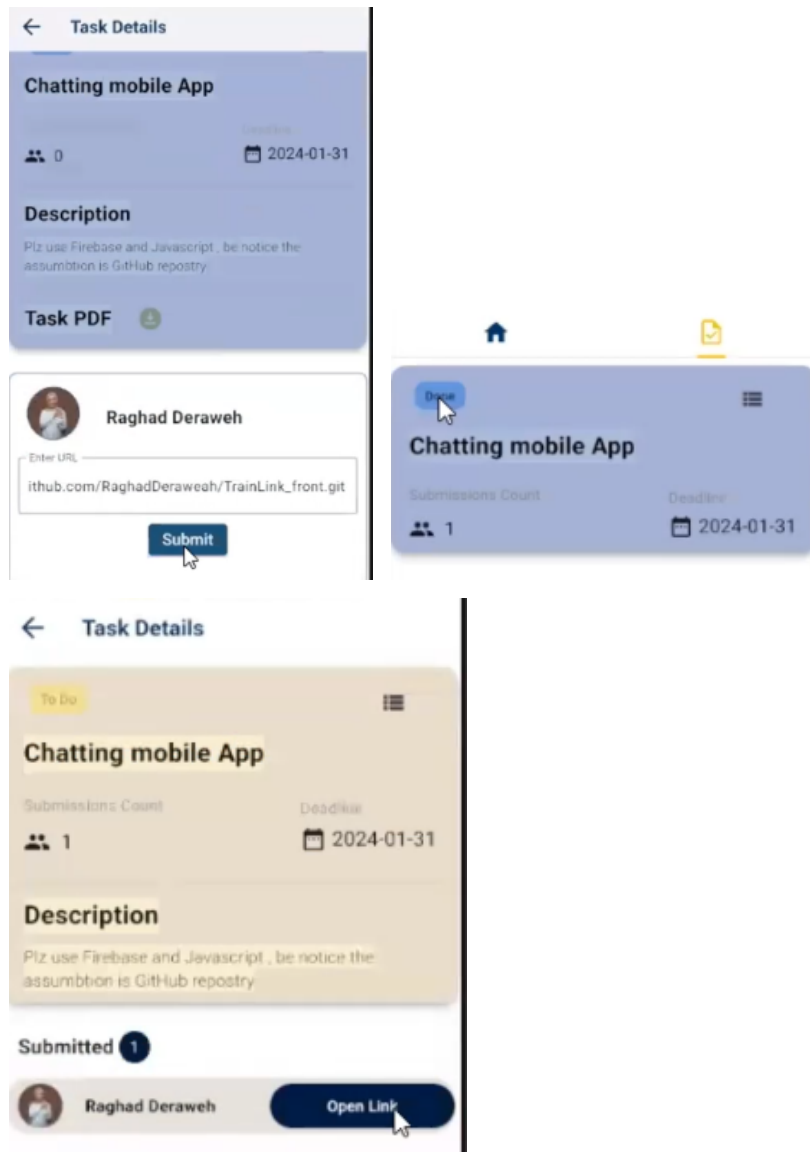 Task Details
Chatting mobile App
Deadline
0
2024-01-31
Description
Plz use Firebase and Javascript , be notice the
assumbtion is GitHub repostry
Task PDF
Raghad Deraweh
Enter URL
ithub.com/RaghadDeraweah/TrainLink_front.git
Submit
Done
Chatting mobile App
Submissions Count
Deadline
1
2024-01-31
Task Details
To Do
Chatting mobile App
Submissions Count
Deadline
1
2024-01-31
Description
Plz use Firebase and Javascript , be notice the
assumbtion is GitHub repostry
Submitted 1
Raghad Deraweh
Open Link